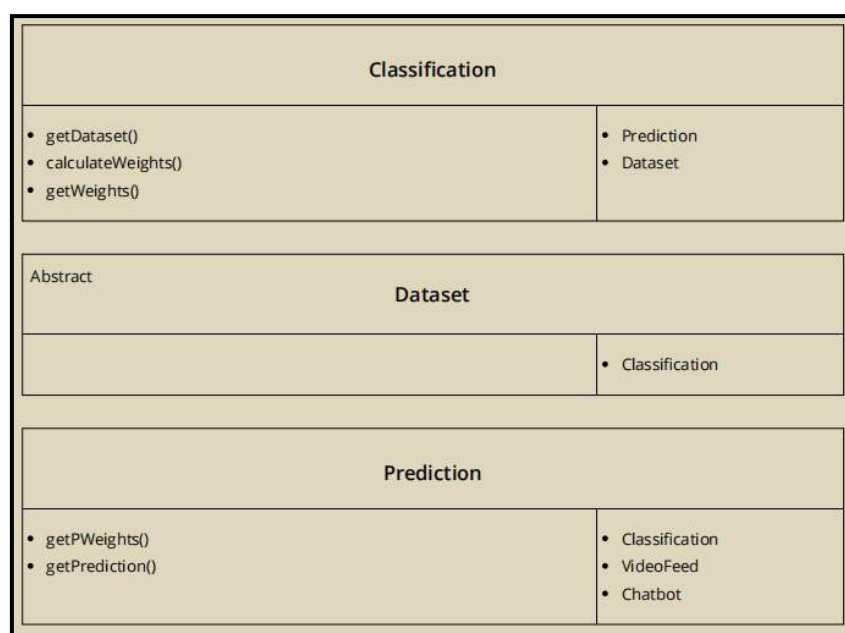 Classification
• getDataset()
• calculateWeights()
• getWeights()
• Prediction
• Dataset
Abstract
Dataset
• Classification
Prediction
• getPWeights()
• getPrediction()
• Classification
• VideoFeed
• Chatbot